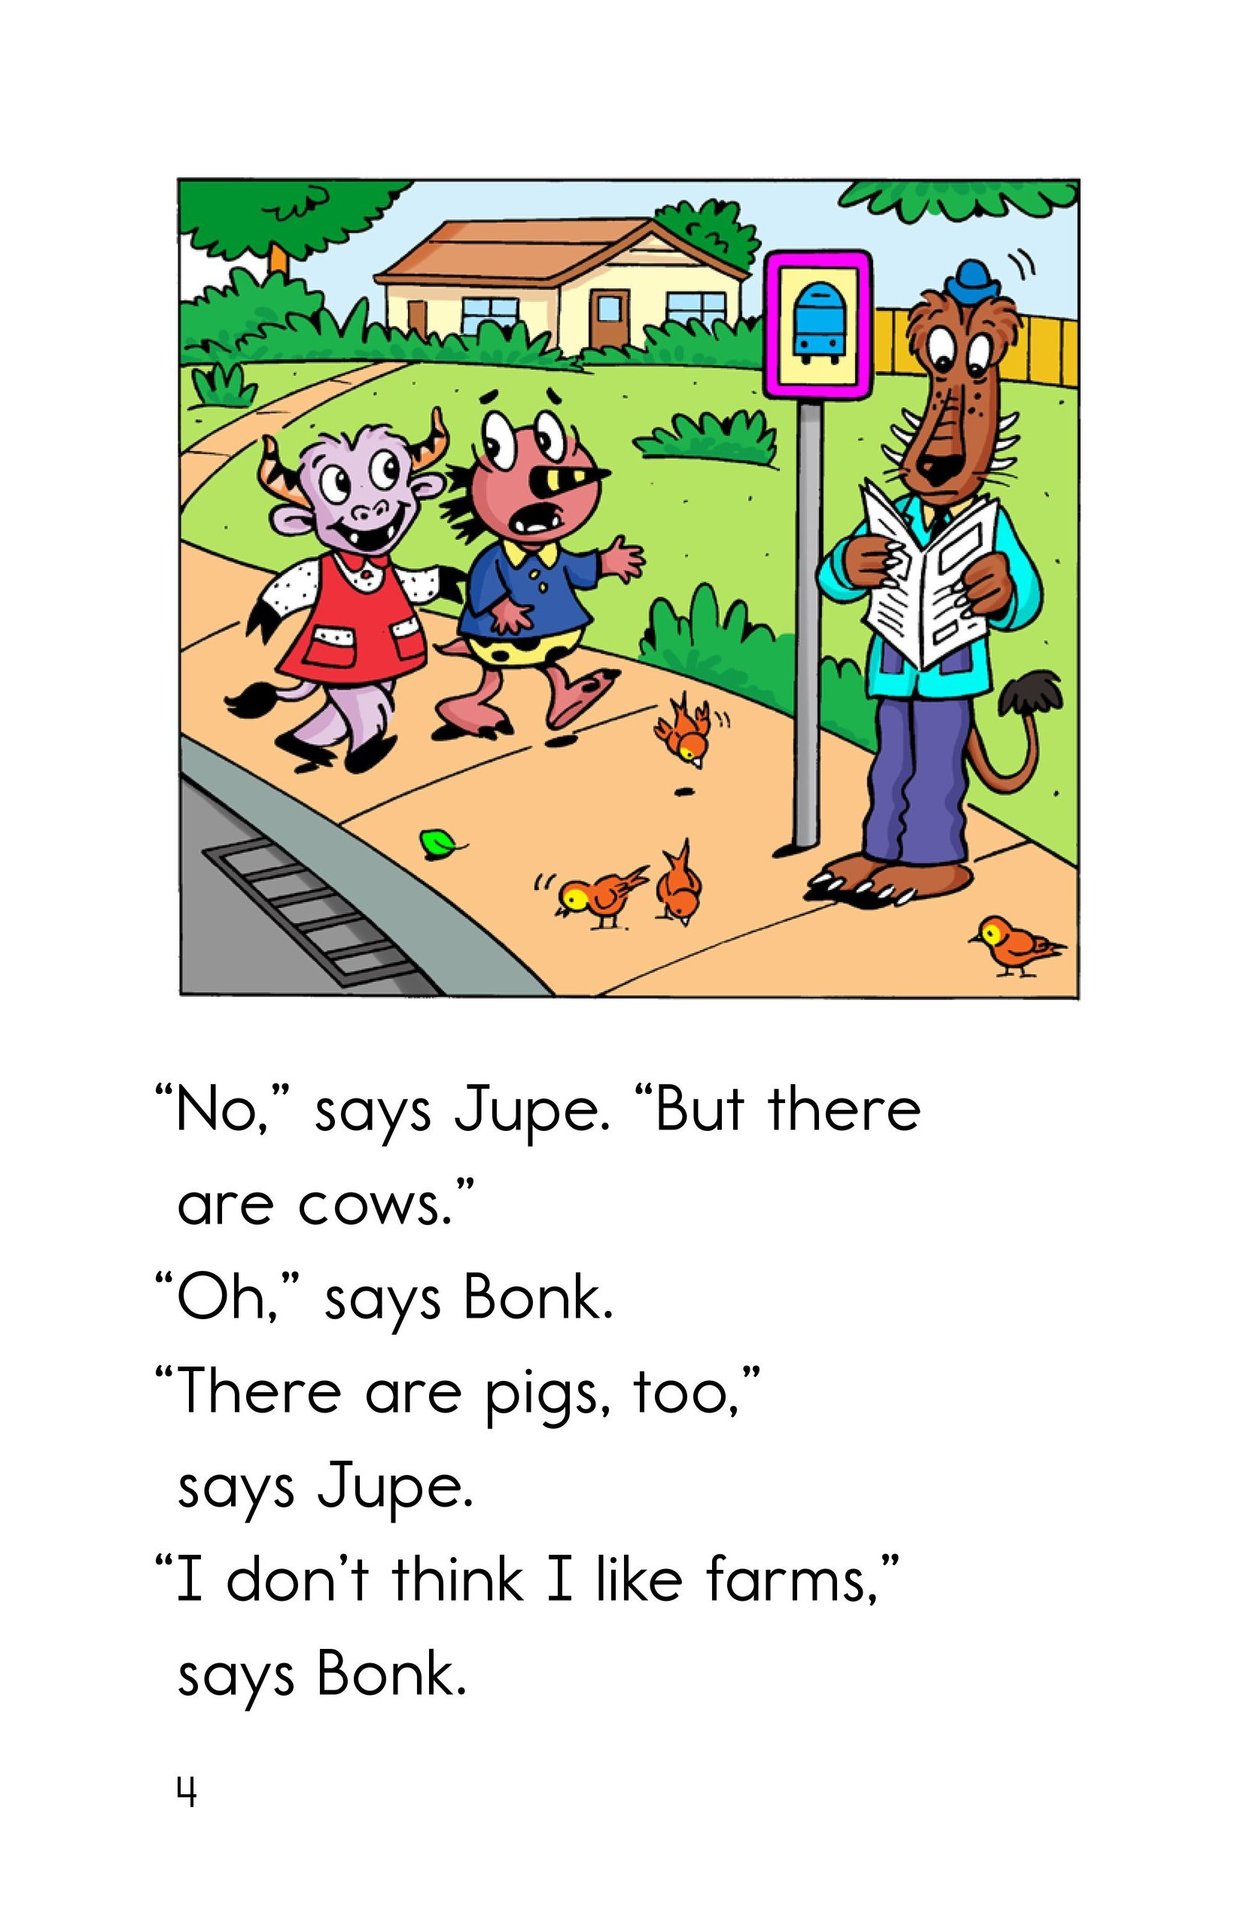 “No,” says Jupe. “But there
are cows.”
“Oh,” says Bonk.
“There are pigs, too,”
says Jupe.
“I don’t think I like farms,”
says Bonk.
4